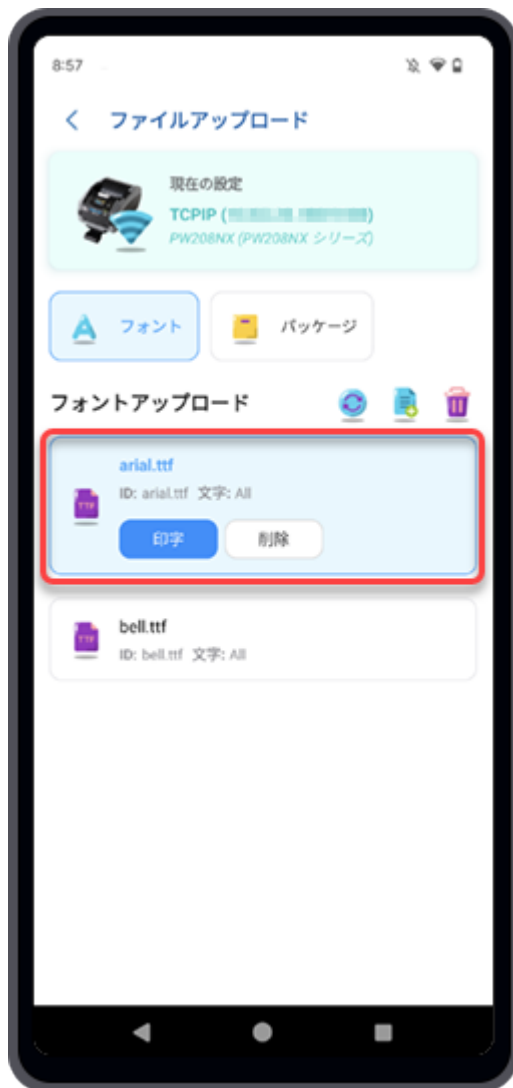 8:57
ファイルアップロード
現在の設定
TCPIP ( )
PW208NX (PW208NX シリーズ)
フォント
パッケージ
フォントアップロード
arial.ttf
TTF
ID: arial.ttf 文字: All
印字 削除
bell.ttf
TTF
ID: bell.ttf 文字: All